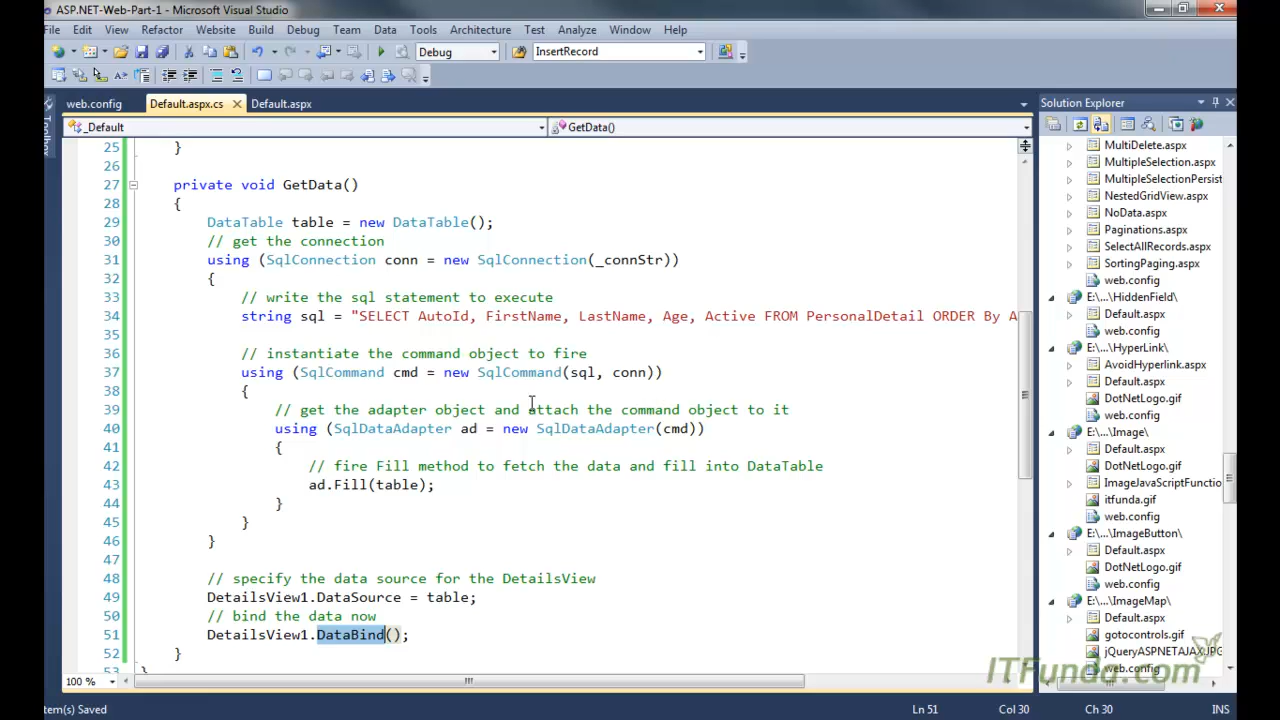 ASP.NET-Web-Part-1 - Microsoft Visual Studio
File Edit View Refactor Website Build Debug Team Data Tools Architecture Test Analyze Window Help
Debug InsertRecord
web.config Default.aspx.cs Default.aspx
_Default GetData()
Toolbox
25 }
26
27 private void GetData()
28 {
29 DataTable table = new DataTable();
30 // get the connection
31 using (SqlConnection conn = new SqlConnection(_connStr))
32 {
33 // write the sql statement to execute
34 string sql = "SELECT AutoId, FirstName, LastName, Age, Active FROM PersonalDetail ORDER By A
35
36 // instantiate the command object to fire
37 using (SqlCommand cmd = new SqlCommand(sql, conn))
38 {
39 // get the adapter object and attach the command object to it
40 using (SqlDataAdapter ad = new SqlDataAdapter(cmd))
41 {
42 // fire Fill method to fetch the data and fill into DataTable
43 ad.Fill(table);
44 }
45 }
46 }
47
48 // specify the data source for the DetailsView
49 DetailsView1.DataSource = table;
50 // bind the data now
51 DetailsView1.DataBind();
52 }
53 }
100 %
Solution Explorer
MultiDelete.aspx
MultipleSelection.aspx
MultipleSelectionPersist
NestedGridView.aspx
NoData.aspx
Paginations.aspx
SelectAllRecords.aspx
SortingPaging.aspx
web.config
E:\...\HiddenField\
Default.aspx
web.config
E:\...\HyperLink\
AvoidHyperlink.aspx
Default.aspx
DotNetLogo.gif
web.config
E:\...\Image\
Default.aspx
DotNetLogo.gif
ImageJavaScriptFunctio
itfunda.gif
web.config
E:\...\ImageButton\
Default.aspx
DotNetLogo.gif
web.config
E:\...\ImageMap\
Default.aspx
gotocontrols.gif
jQueryASPNETAJAX.JPG
web.config
ITFunda.com
tem(s) Saved Ln 51 Col 30 Ch 30 INS